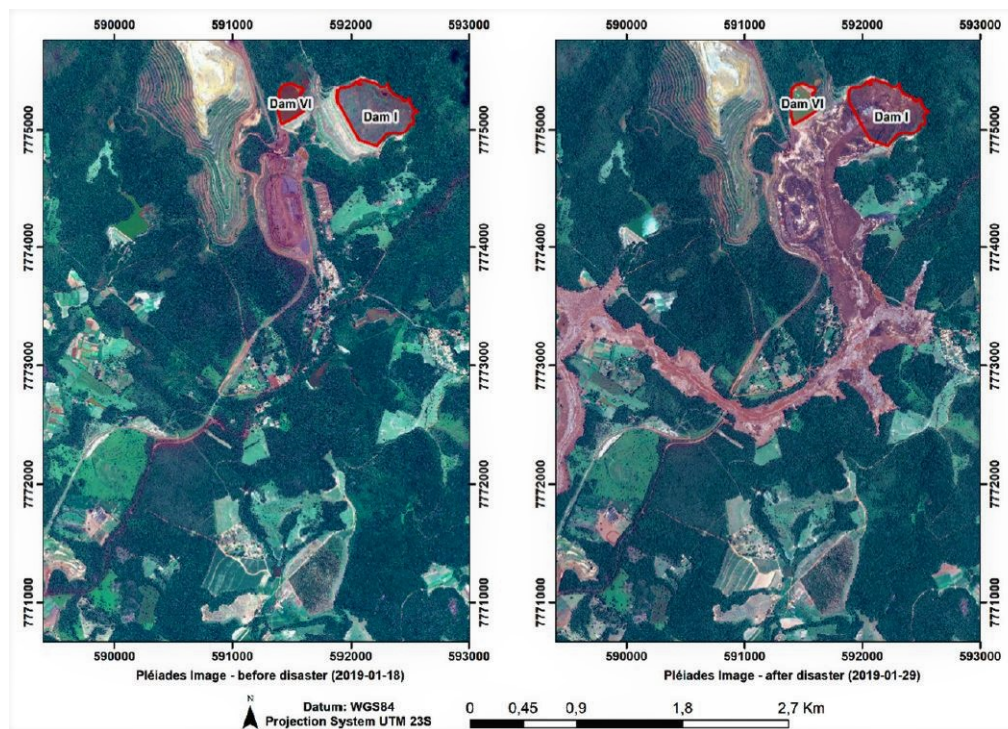 590000 591000 592000 593000
590000 591000 592000 593000
7775000
7774000
7773000
7772000
7771000
Dam VI
Dam I
7775000
7774000
7773000
7772000
7771000
7775000
7774000
7773000
7772000
7771000
Dam VI
Dam I
7775000
7774000
7773000
7772000
7771000
590000 591000 592000 593000
590000 591000 592000 593000
Pléiades Image - before disaster (2019-01-18)
Pléiades Image - after disaster (2019-01-29)
N
Datum: WGS84
Projection System UTM 23S
0 0,45 0,9 1,8 2,7 Km